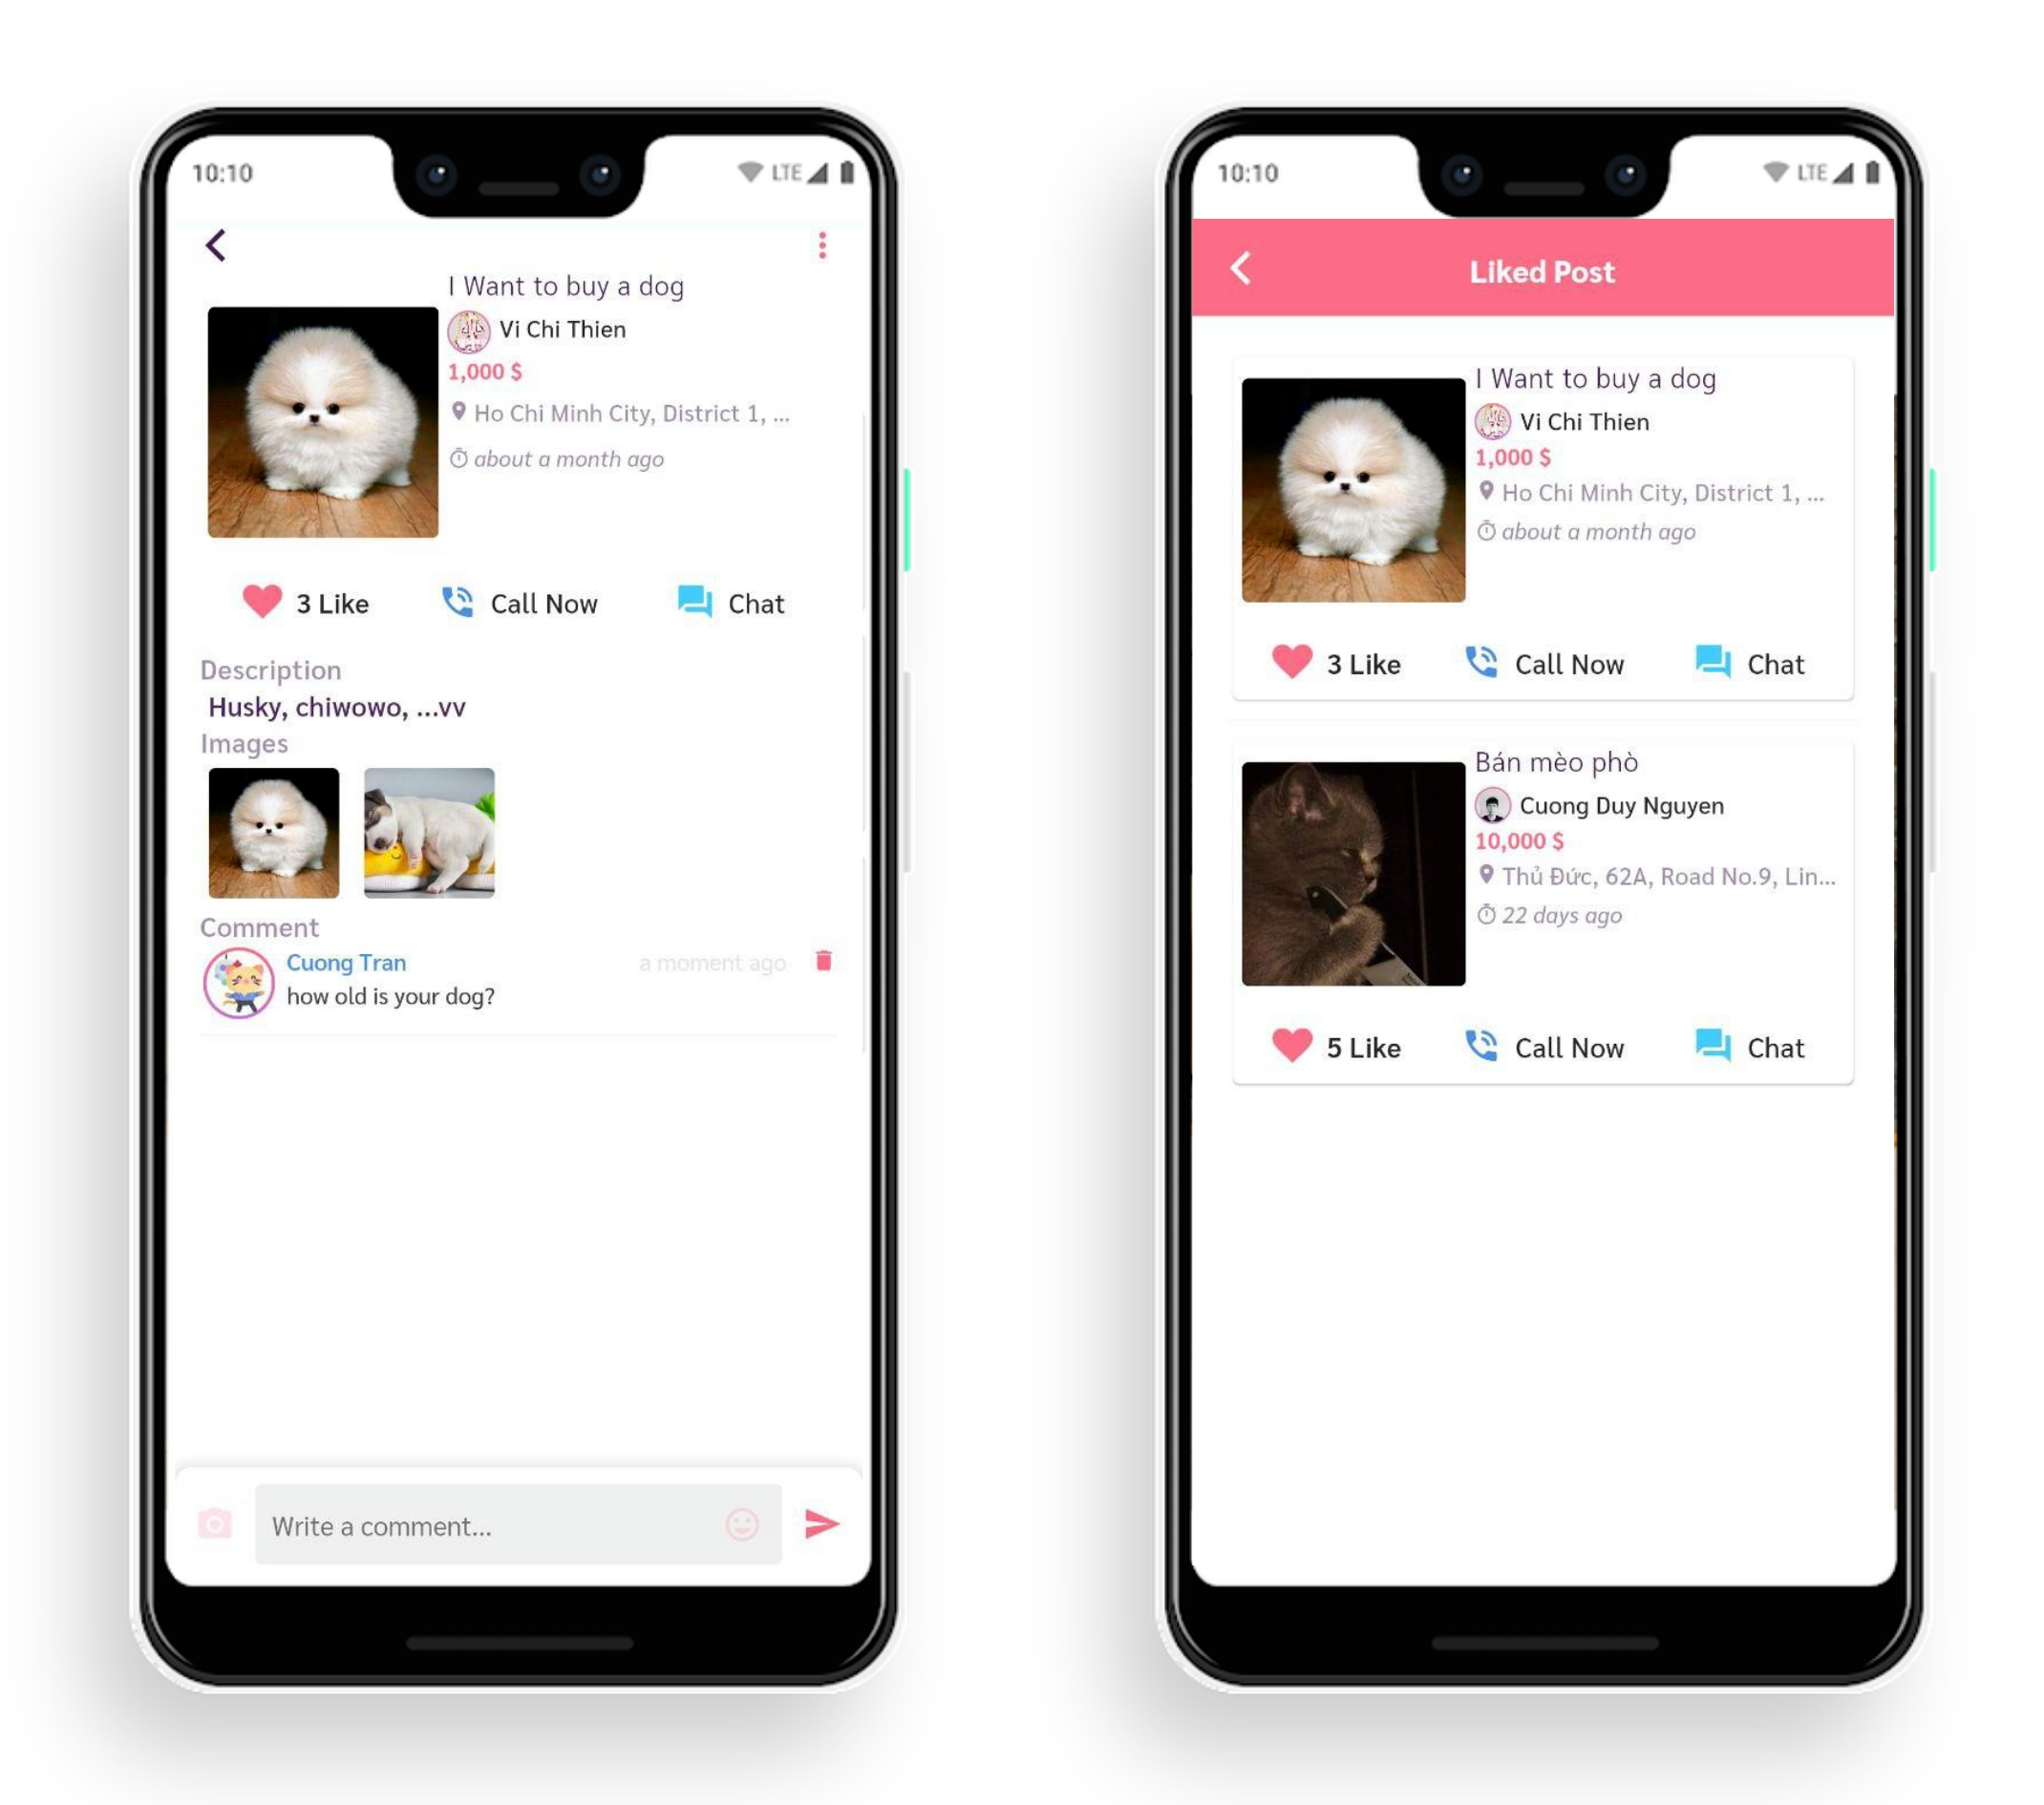 10:10
LTE
I Want to buy a dog
Vi Chi Thien
1,000 $
Ho Chi Minh City, District 1, ...
about a month ago
3 Like
Call Now
Chat
Description
Husky, chiwowo, ...vv
Images
Comment
Cuong Tran
a moment ago
how old is your dog?
Write a comment...
10:10
LTE
Liked Post
I Want to buy a dog
Vi Chi Thien
1,000 $
Ho Chi Minh City, District 1, ...
about a month ago
3 Like
Call Now
Chat
Bán mèo phò
Cuong Duy Nguyen
10,000 $
Thủ Đức, 62A, Road No.9, Lin...
22 days ago
5 Like
Call Now
Chat